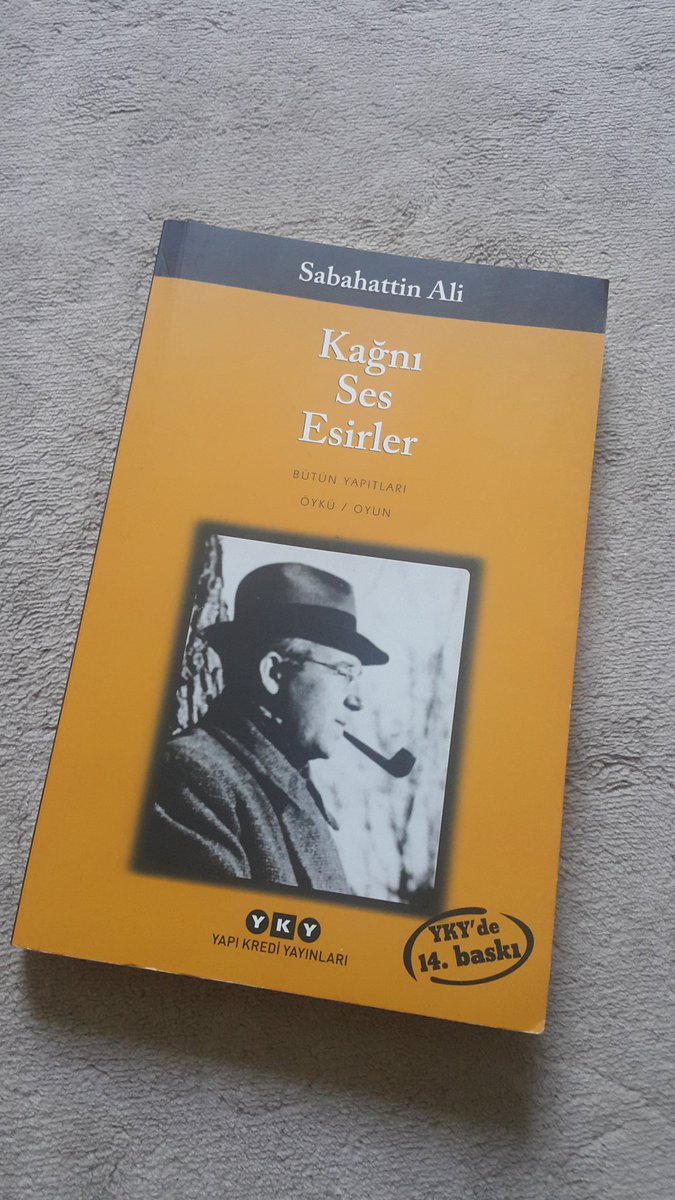 Sabahattin Ali
Kağnı
Ses
Esirler
BÜTÜN YAPITLARI
ÖYKÜ / OYUN
YKY
YAPI KREDİ YAYINLARI
YKY'de
14. baskı